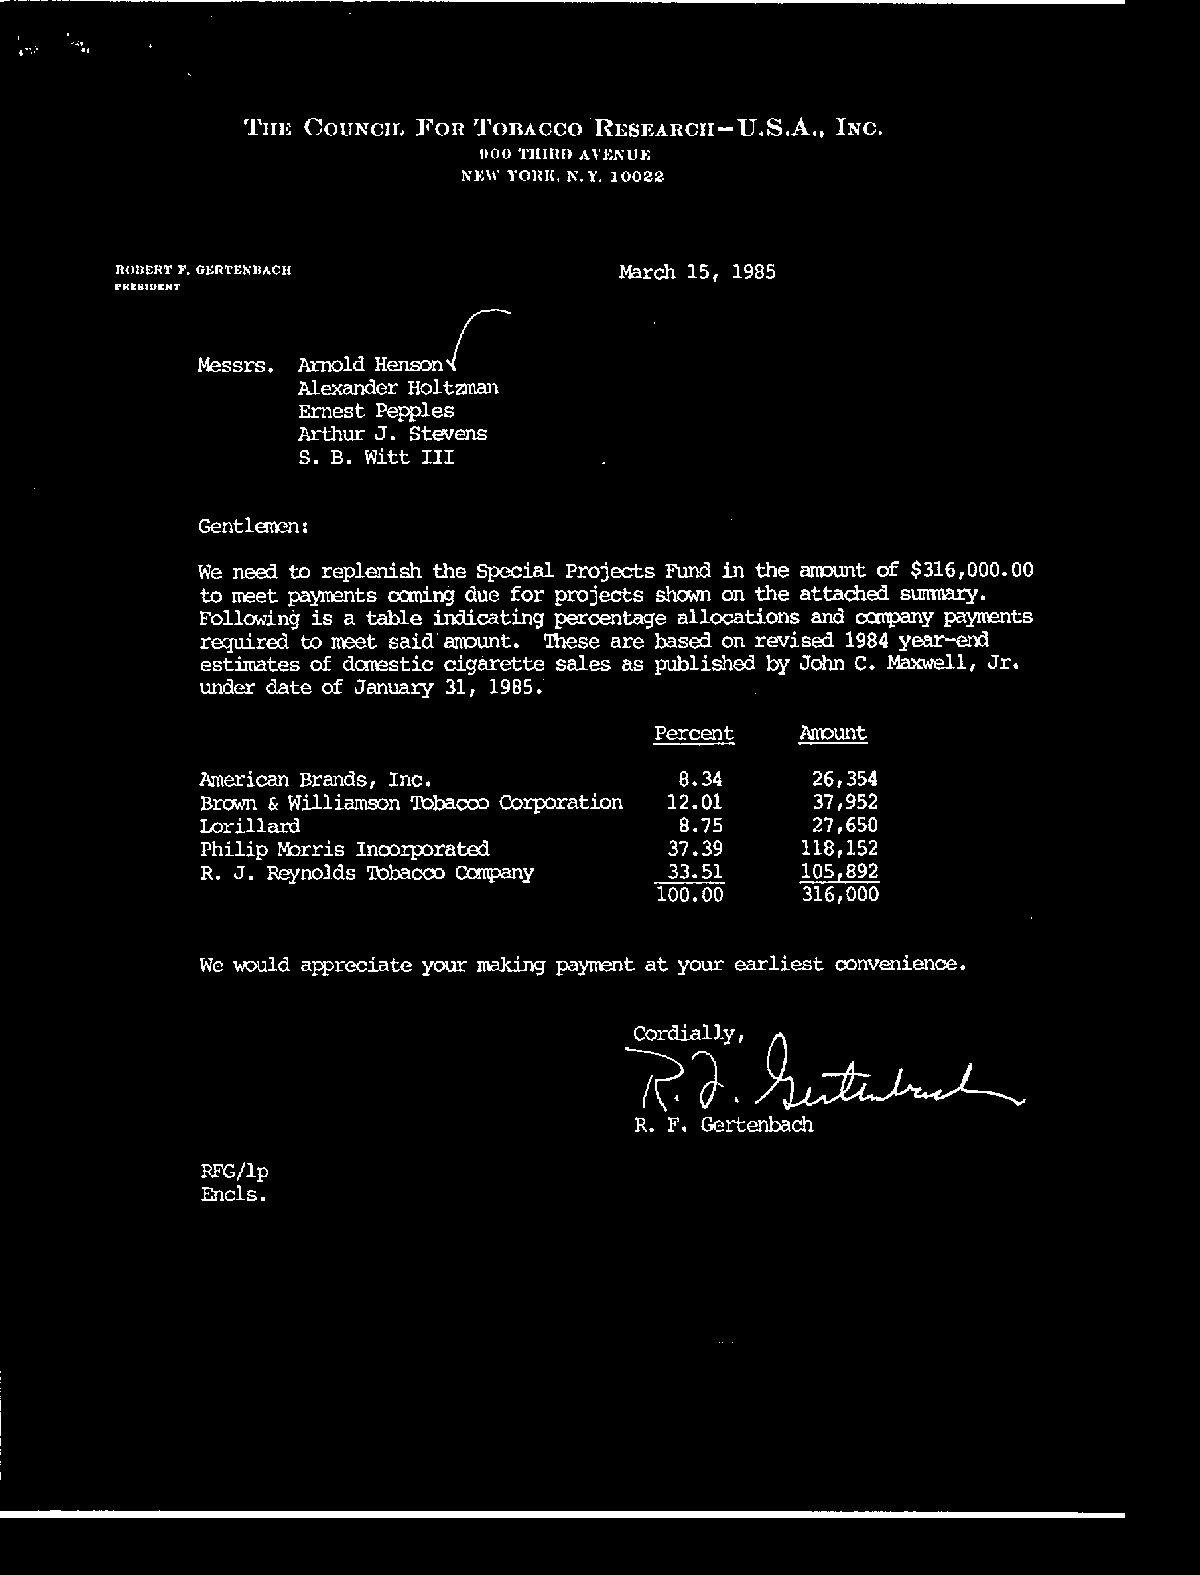 THE COUNCIL FOR TOBACCO RESEARCH—U.S.A., INC.
900 THIRD AVENUE
NEW YORK, N.Y. 10022
ROBERT F. GERTENBACH
PRESIDENT
March 15, 1985
Messrs. Arnold Henson
Alexander Holtzman
Ernest Pepples
Arthur J. Stevens
S. B. Witt III
Gentlemen:
We need to replenish the Special Projects Fund in the amount of $316,000.00
to meet payments coming due for projects shown on the attached summary.
Following is a table indicating percentage allocations and company payments
required to meet said amount. These are based on revised 1984 year-end
estimates of domestic cigarette sales as published by John C. Maxwell, Jr.
under date of January 31, 1985.
Percent Amount
American Brands, Inc. 8.34 26,354
Brown & Williamson Tobacco Corporation 12.01 37,952
Lorillard 8.75 27,650
Philip Morris Incorporated 37.39 118,152
R. J. Reynolds Tobacco Company 33.51 105,892
100.00 316,000
We would appreciate your making payment at your earliest convenience.
Cordially,
R. F. Gertenbach
R. F. Gertenbach
RFG/lp
Encls.